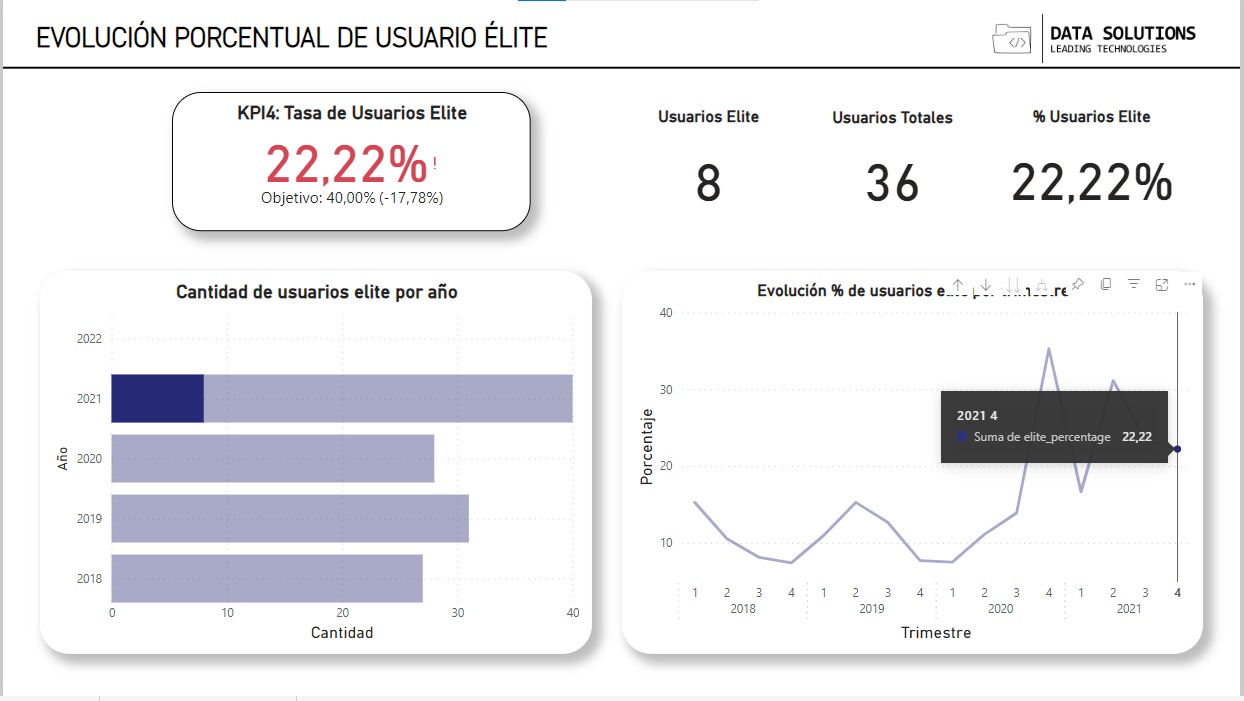 EVOLUCIÓN PORCENTUAL DE USUARIO ÉLITE
DATA SOLUTIONS
LEADING TECHNOLOGIES
</>
KPI4: Tasa de Usuarios Elite
22,22%!
Objetivo: 40,00% (-17,78%)
Usuarios Elite
8
Usuarios Totales
36
% Usuarios Elite
22,22%
Cantidad de usuarios elite por año
Año
2022
2021
2020
2019
2018
0 10 20 30 40
Cantidad
Evolución % de usuarios elite por trimestre
Porcentaje
40
30
20
10
2021 4
Suma de elite_percentage 22,22
1 2 3 4 1 2 3 4 1 2 3 4 1 2 3 4
2018 2019 2020 2021
Trimestre